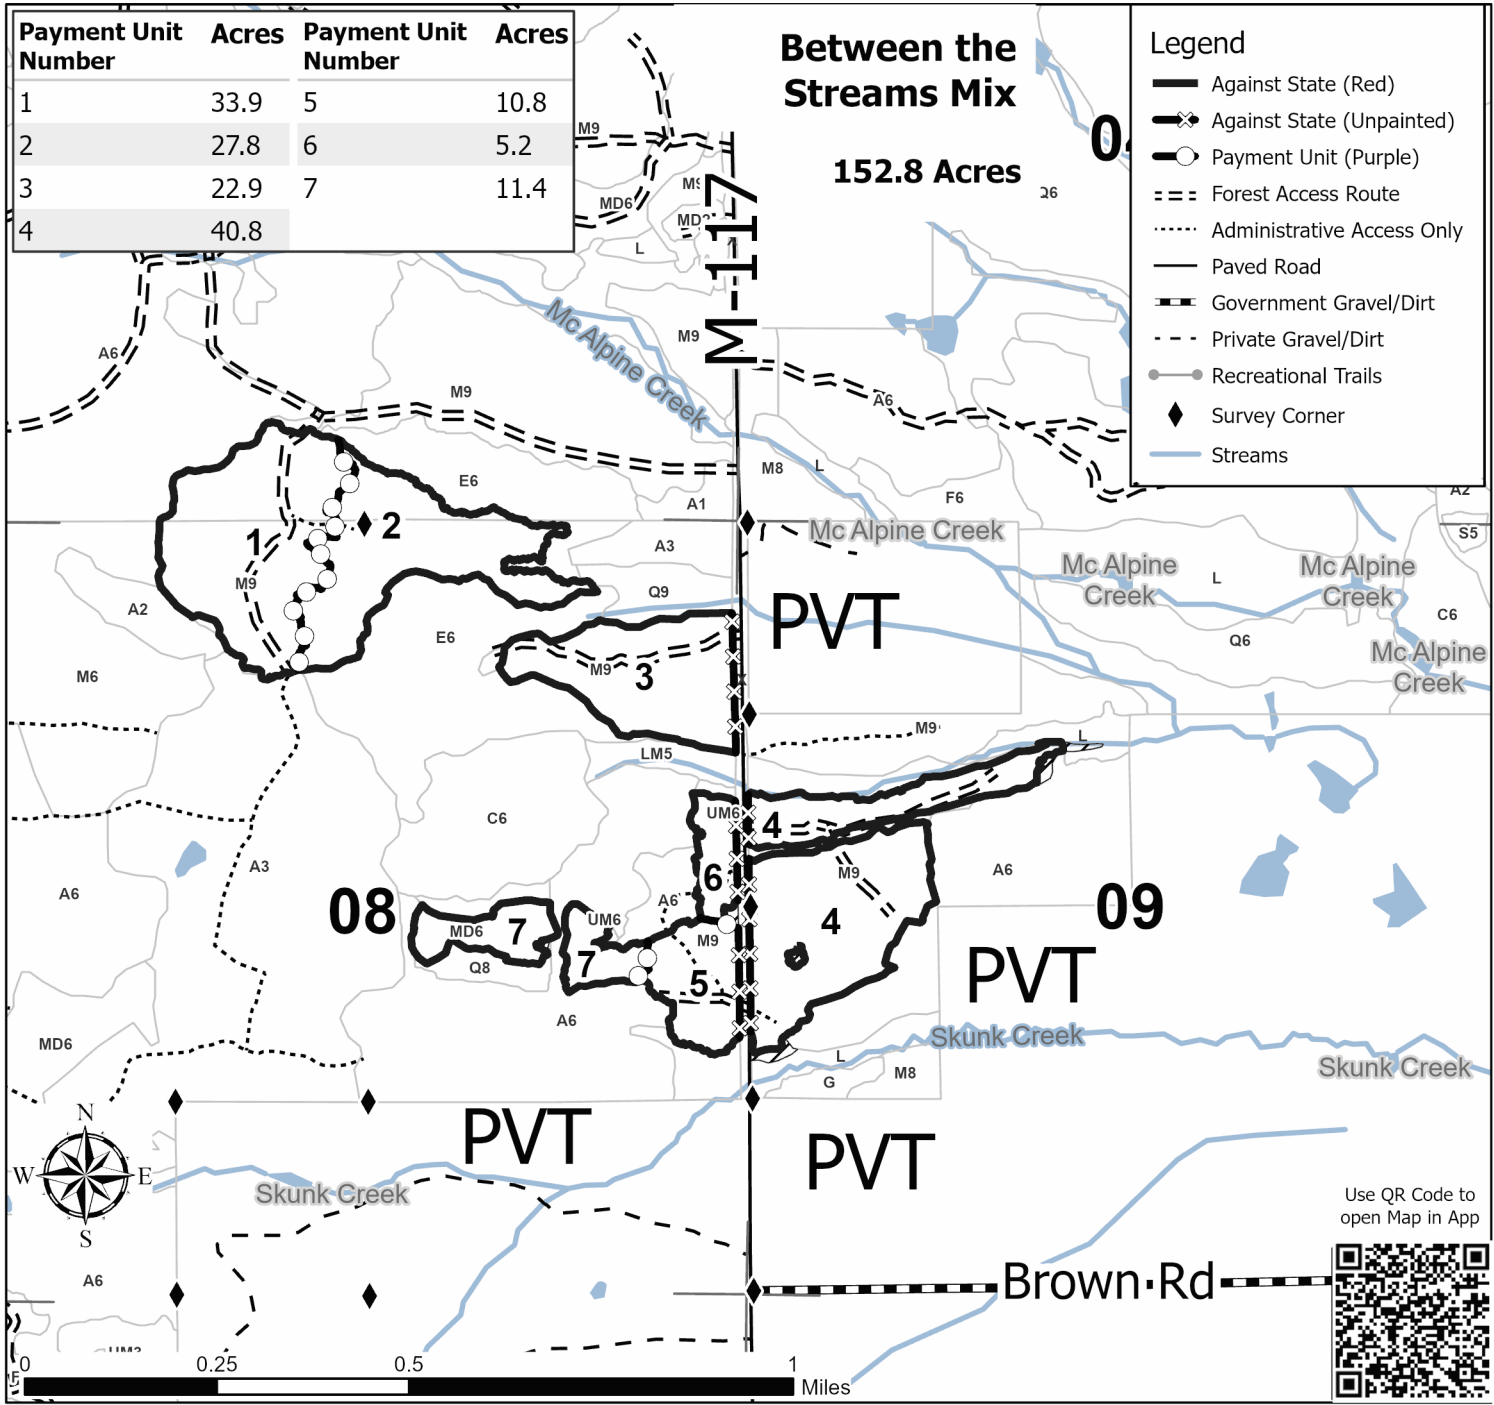 Payment Unit Number Acres Payment Unit Number Acres
1 33.9 5 10.8
2 27.8 6 5.2
3 22.9 7 11.4
4 40.8
Between the
Streams Mix
152.8 Acres
Legend
Against State (Red)
Against State (Unpainted)
Payment Unit (Purple)
Forest Access Route
Administrative Access Only
Paved Road
Government Gravel/Dirt
Private Gravel/Dirt
Recreational Trails
Survey Corner
Streams
M9
MD6
L
Q6
M-117
Mc Alpine Creek
M9
A6
M9
A6
E6
M8
L
F6
A1
A2
S5
1
2
Mc Alpine Creek
A3
M9
Q9
A2
PVT
Mc Alpine
Creek
L
Mc Alpine
Creek
C6
Q6
Mc Alpine
Creek
E6
M9
3
M6
M9
L
LM5
C6
UM6
4
A3
A6
6
M9
A6
A6
08
MD6
7
UM6
M9
4
09
Q8
7
5
PVT
A6
MD6
Skunk Creek
L
G
M8
Skunk Creek
N
W
E
S
PVT
PVT
Skunk Creek
Use QR Code to
open Map in App
A6
Brown Rd
0 0.25 0.5 1
Miles